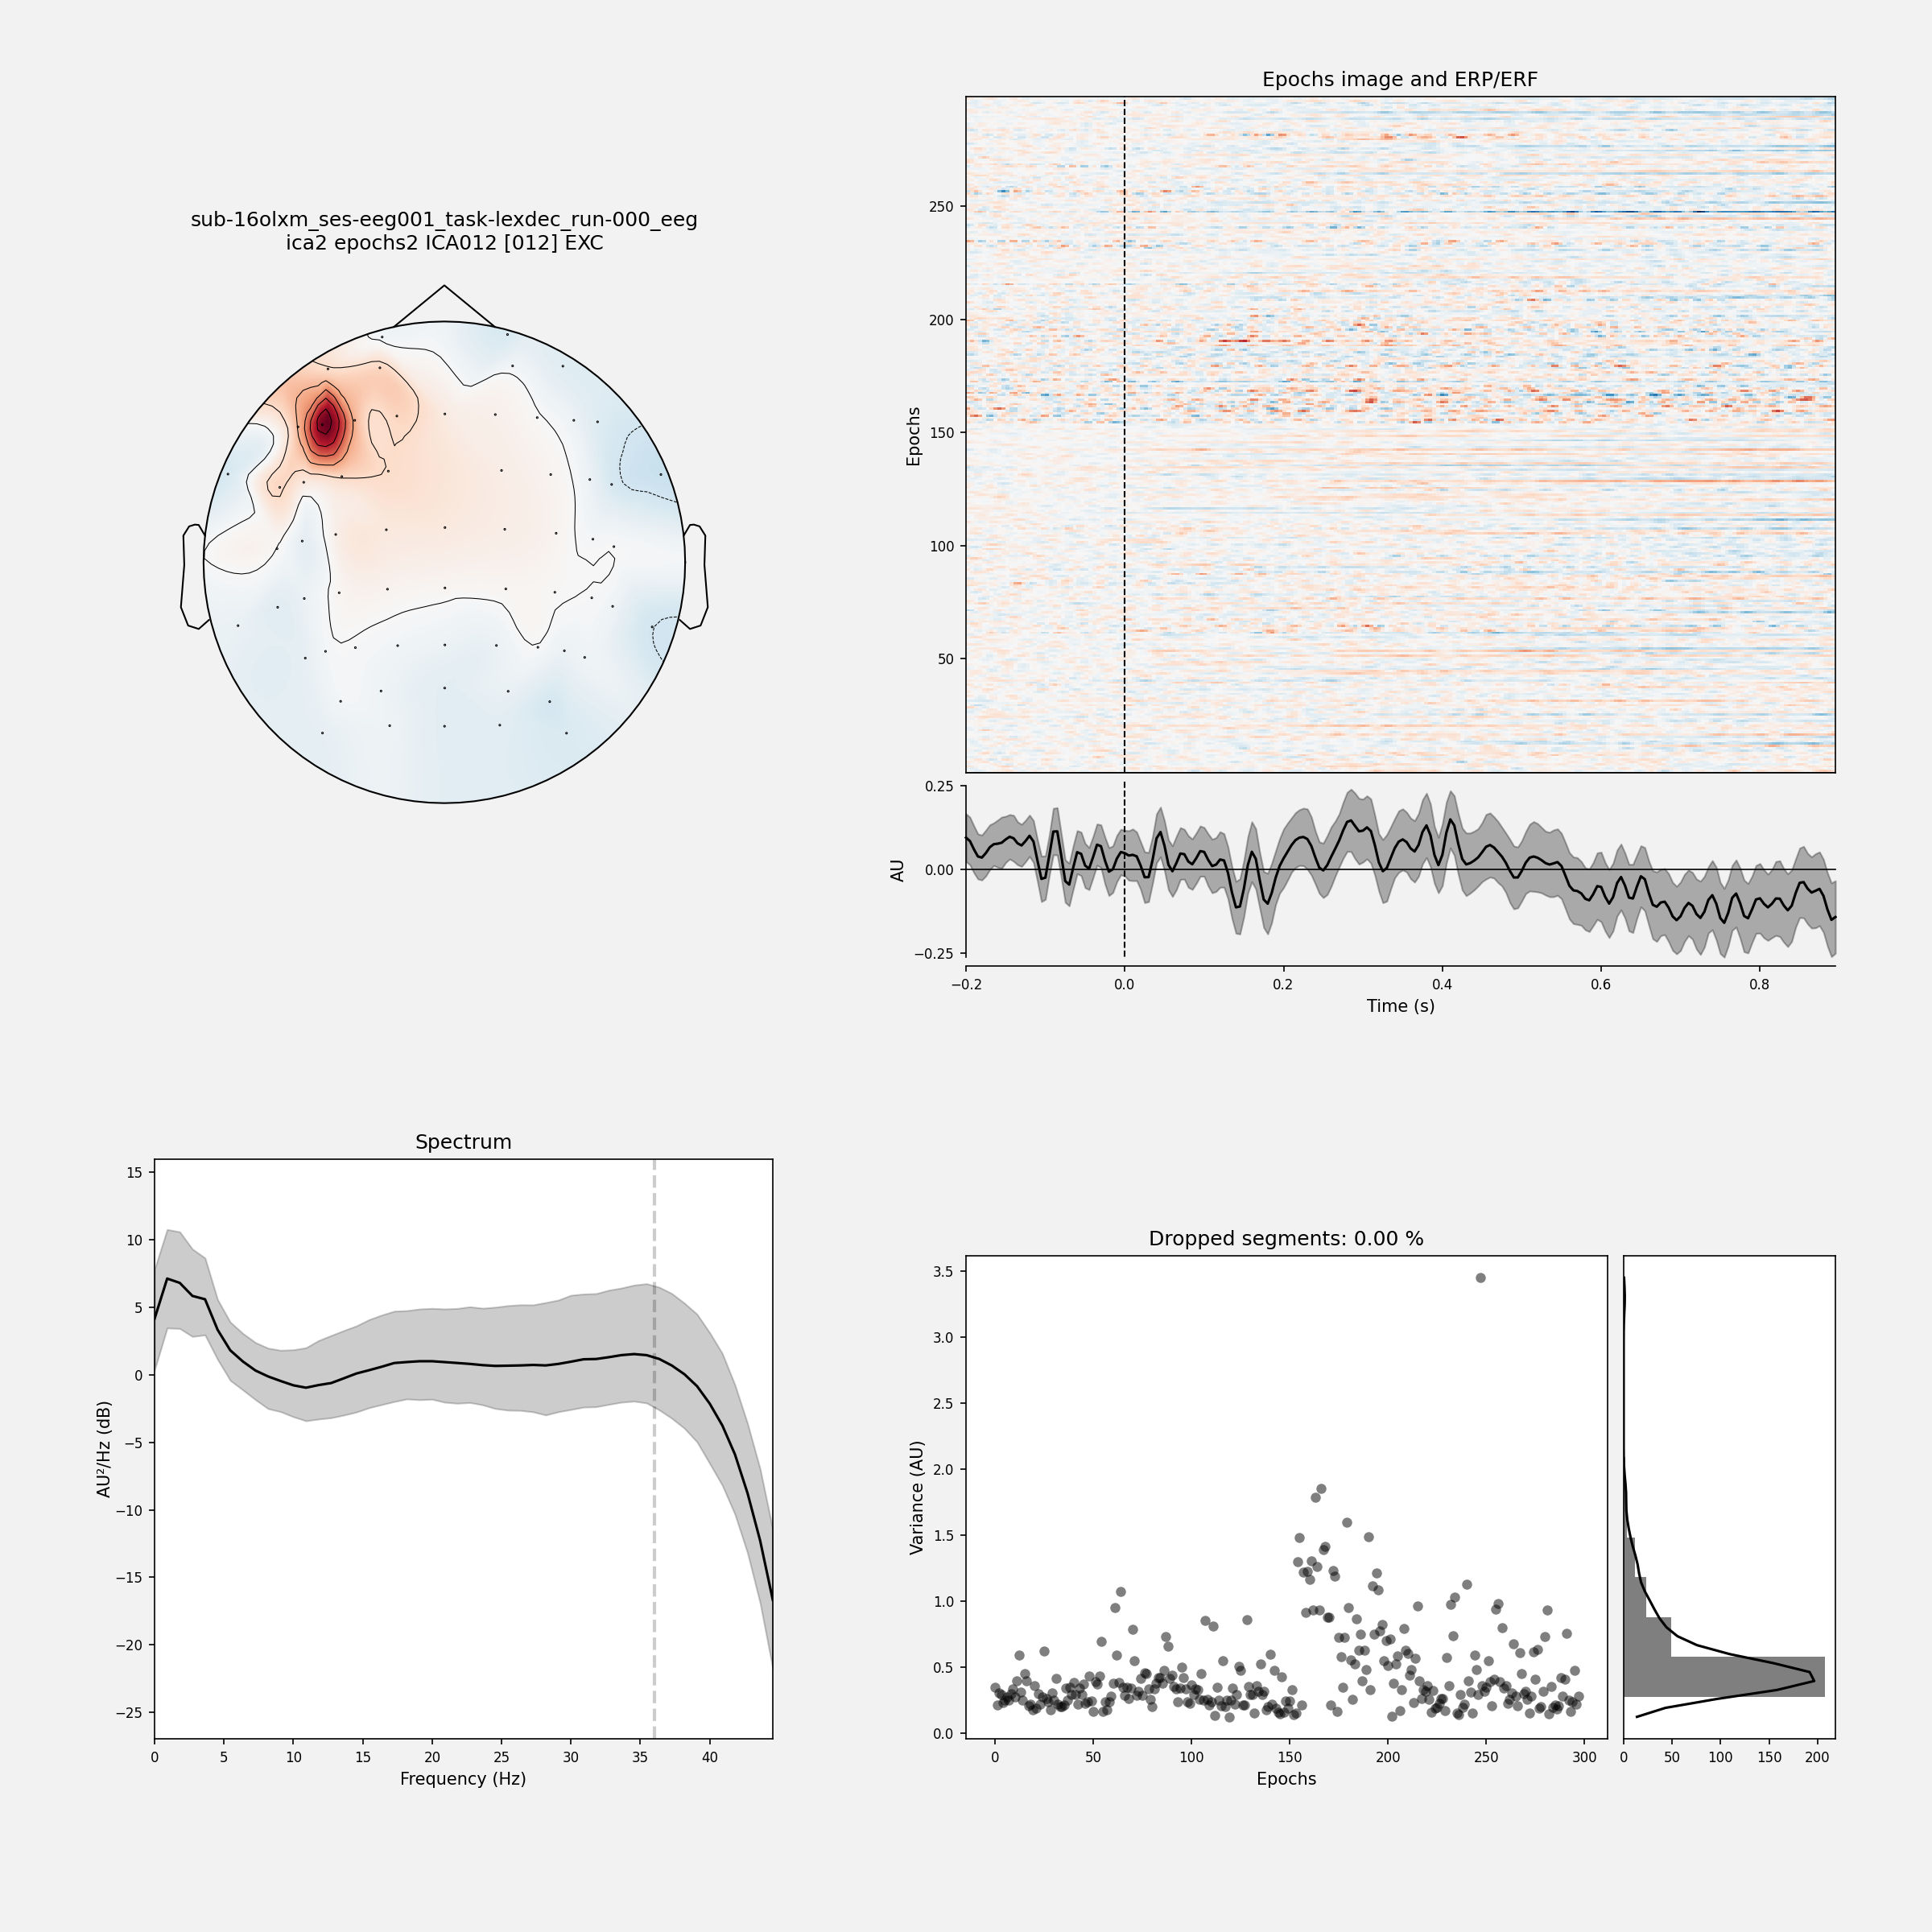 sub-16olxm_ses-eeg001_task-lexdec_run-000_eeg
ica2 epochs2 ICA012 [012] EXC
Epochs image and ERP/ERF
Epochs
250
200
150
100
50
AU
0.25
0.00
−0.25
−0.2 0.0 0.2 0.4 0.6 0.8
Time (s)
Spectrum
AU²/Hz (dB)
15
10
5
0
−5
−10
−15
−20
−25
0 5 10 15 20 25 30 35 40
Frequency (Hz)
Dropped segments: 0.00 %
Variance (AU)
3.5
3.0
2.5
2.0
1.5
1.0
0.5
0.0
0 50 100 150 200 250 300
Epochs
0 50 100 150 200